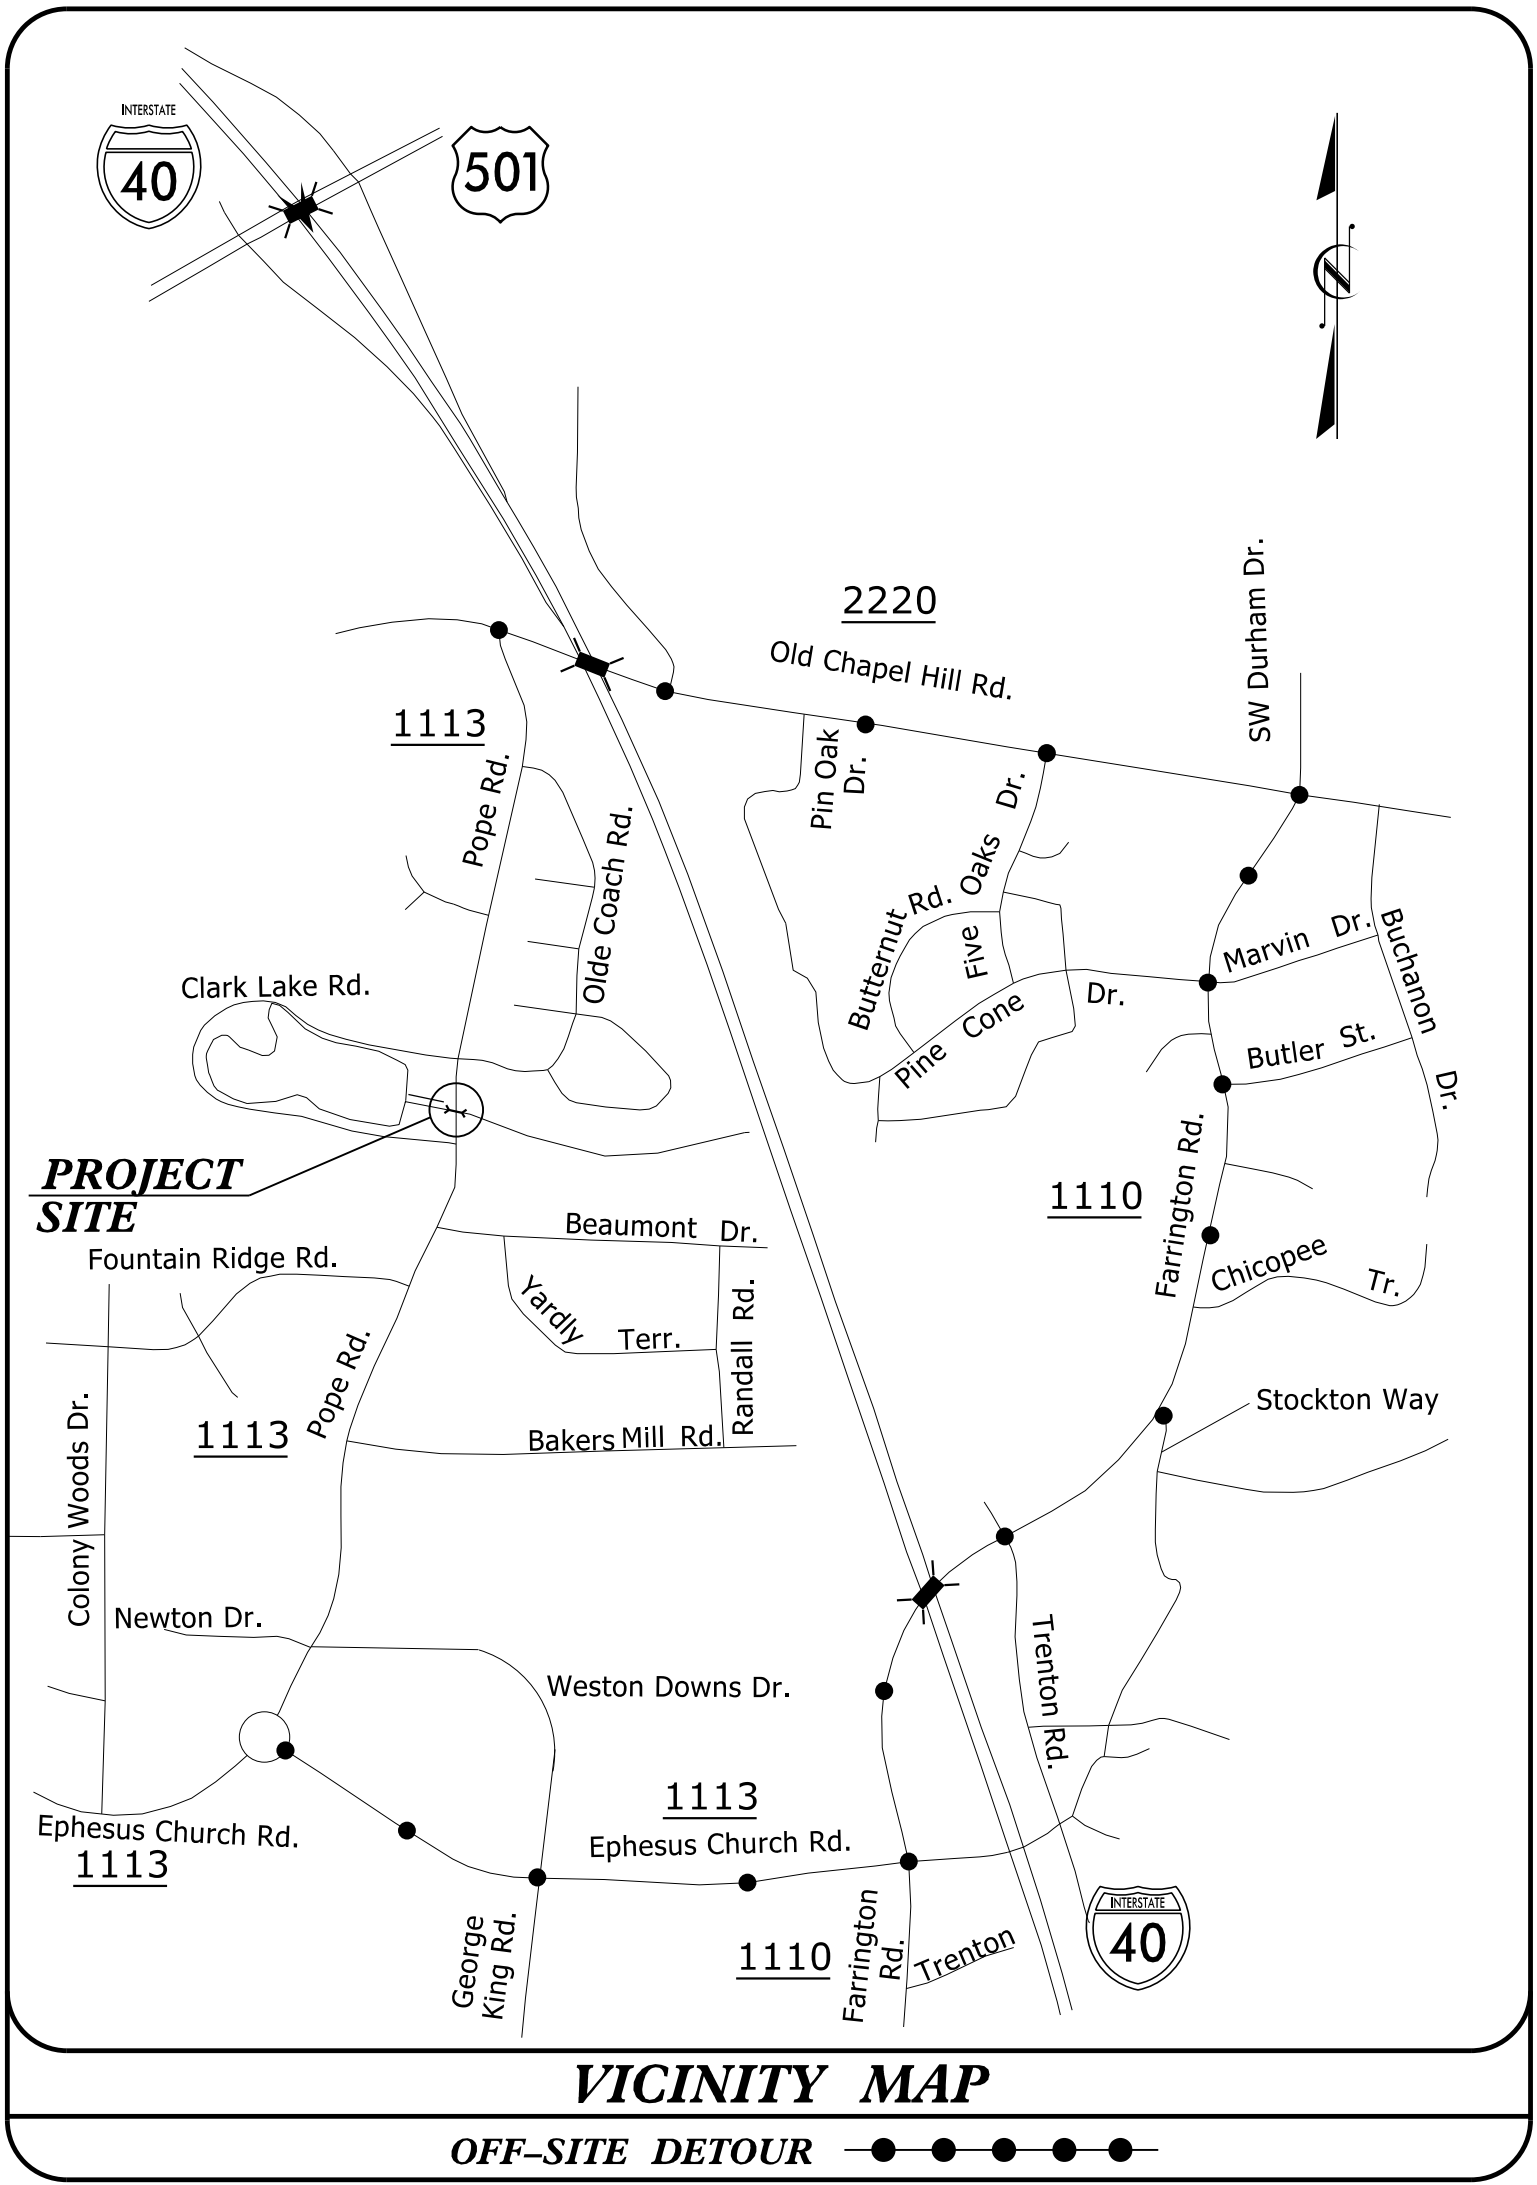 INTERSTATE
40
501
N
2220
Old Chapel Hill Rd.
SW Durham Dr.
1113
Pope Rd.
Pin Oak
Dr.
Five Oaks Dr.
Olde Coach Rd.
Butternut Rd.
Marvin Dr.
Buchanon Dr.
Clark Lake Rd.
Pine Cone Dr.
Butler St.
PROJECT
SITE
1110
Farrington Rd.
Beaumont Dr.
Fountain Ridge Rd.
Chicopee Tr.
Yardly Terr.
Randall Rd.
Pope Rd.
1113
Stockton Way
Bakers Mill Rd.
Colony Woods Dr.
Newton Dr.
Weston Downs Dr.
Trenton Rd.
1113
Ephesus Church Rd.
Ephesus Church Rd.
1113
INTERSTATE
40
George
King Rd.
1110
Farrington
Rd.
Trenton
VICINITY MAP
OFF-SITE DETOUR